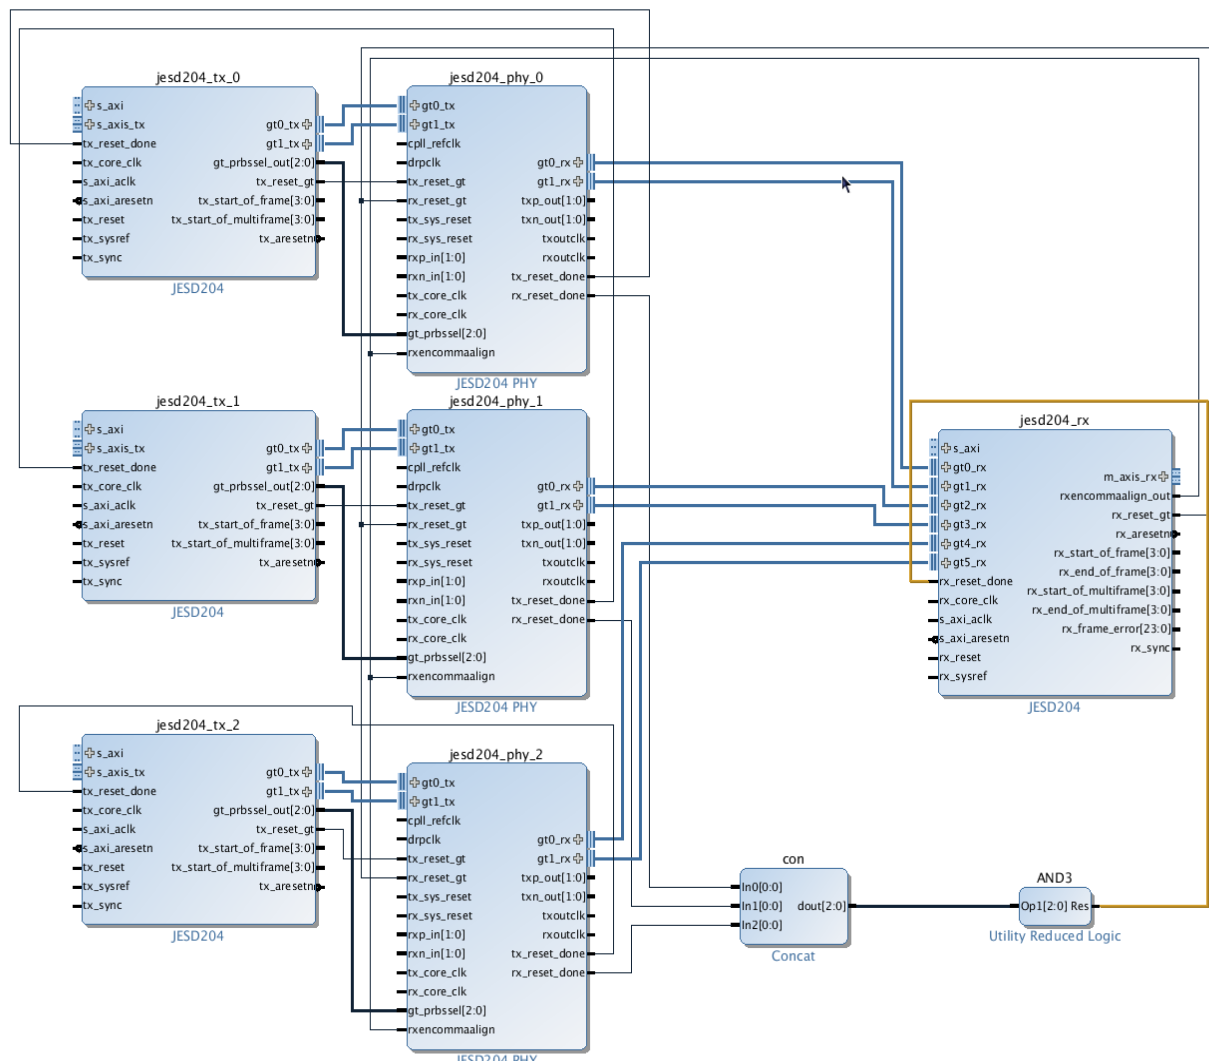 jesd204_tx_0
s_axi
s_axis_tx
tx_reset_done
tx_core_clk
s_axi_aclk
s_axi_aresetn
tx_reset
tx_sysref
tx_sync
gt0_tx
gt1_tx
gt_prbssel_out[2:0]
tx_reset_gt
tx_start_of_frame[3:0]
tx_start_of_multiframe[3:0]
tx_aresetn
JESD204
jesd204_phy_0
gt0_tx
gt1_tx
cpll_refclk
drpclk
tx_reset_gt
rx_reset_gt
tx_sys_reset
rx_sys_reset
rxp_in[1:0]
rxn_in[1:0]
tx_core_clk
rx_core_clk
gt_prbssel[2:0]
rxencommaalign
gt0_rx
gt1_rx
txp_out[1:0]
txn_out[1:0]
txoutclk
rxoutclk
tx_reset_done
rx_reset_done
JESD204 PHY
jesd204_tx_1
s_axi
s_axis_tx
tx_reset_done
tx_core_clk
s_axi_aclk
s_axi_aresetn
tx_reset
tx_sysref
tx_sync
gt0_tx
gt1_tx
gt_prbssel_out[2:0]
tx_reset_gt
tx_start_of_frame[3:0]
tx_start_of_multiframe[3:0]
tx_aresetn
JESD204
jesd204_phy_1
gt0_tx
gt1_tx
cpll_refclk
drpclk
tx_reset_gt
rx_reset_gt
tx_sys_reset
rx_sys_reset
rxp_in[1:0]
rxn_in[1:0]
tx_core_clk
rx_core_clk
gt_prbssel[2:0]
rxencommaalign
gt0_rx
gt1_rx
txp_out[1:0]
txn_out[1:0]
txoutclk
rxoutclk
tx_reset_done
rx_reset_done
JESD204 PHY
jesd204_rx
s_axi
gt0_rx
gt1_rx
gt2_rx
gt3_rx
gt4_rx
gt5_rx
rx_reset_done
rx_core_clk
s_axi_aclk
s_axi_aresetn
rx_reset
rx_sysref
m_axis_rx
rxencommaalign_out
rx_reset_gt
rx_aresetn
rx_start_of_frame[3:0]
rx_end_of_frame[3:0]
rx_start_of_multiframe[3:0]
rx_end_of_multiframe[3:0]
rx_frame_error[23:0]
rx_sync
JESD204
jesd204_tx_2
s_axi
s_axis_tx
tx_reset_done
tx_core_clk
s_axi_aclk
s_axi_aresetn
tx_reset
tx_sysref
tx_sync
gt0_tx
gt1_tx
gt_prbssel_out[2:0]
tx_reset_gt
tx_start_of_frame[3:0]
tx_start_of_multiframe[3:0]
tx_aresetn
JESD204
jesd204_phy_2
gt0_tx
gt1_tx
cpll_refclk
drpclk
tx_reset_gt
rx_reset_gt
tx_sys_reset
rx_sys_reset
rxp_in[1:0]
rxn_in[1:0]
tx_core_clk
rx_core_clk
gt_prbssel[2:0]
rxencommaalign
gt0_rx
gt1_rx
txp_out[1:0]
txn_out[1:0]
txoutclk
rxoutclk
tx_reset_done
rx_reset_done
JESD204 PHY
con
In0[0:0]
In1[0:0]
In2[0:0]
dout[2:0]
Concat
AND3
Op1[2:0] Res
Utility Reduced Logic